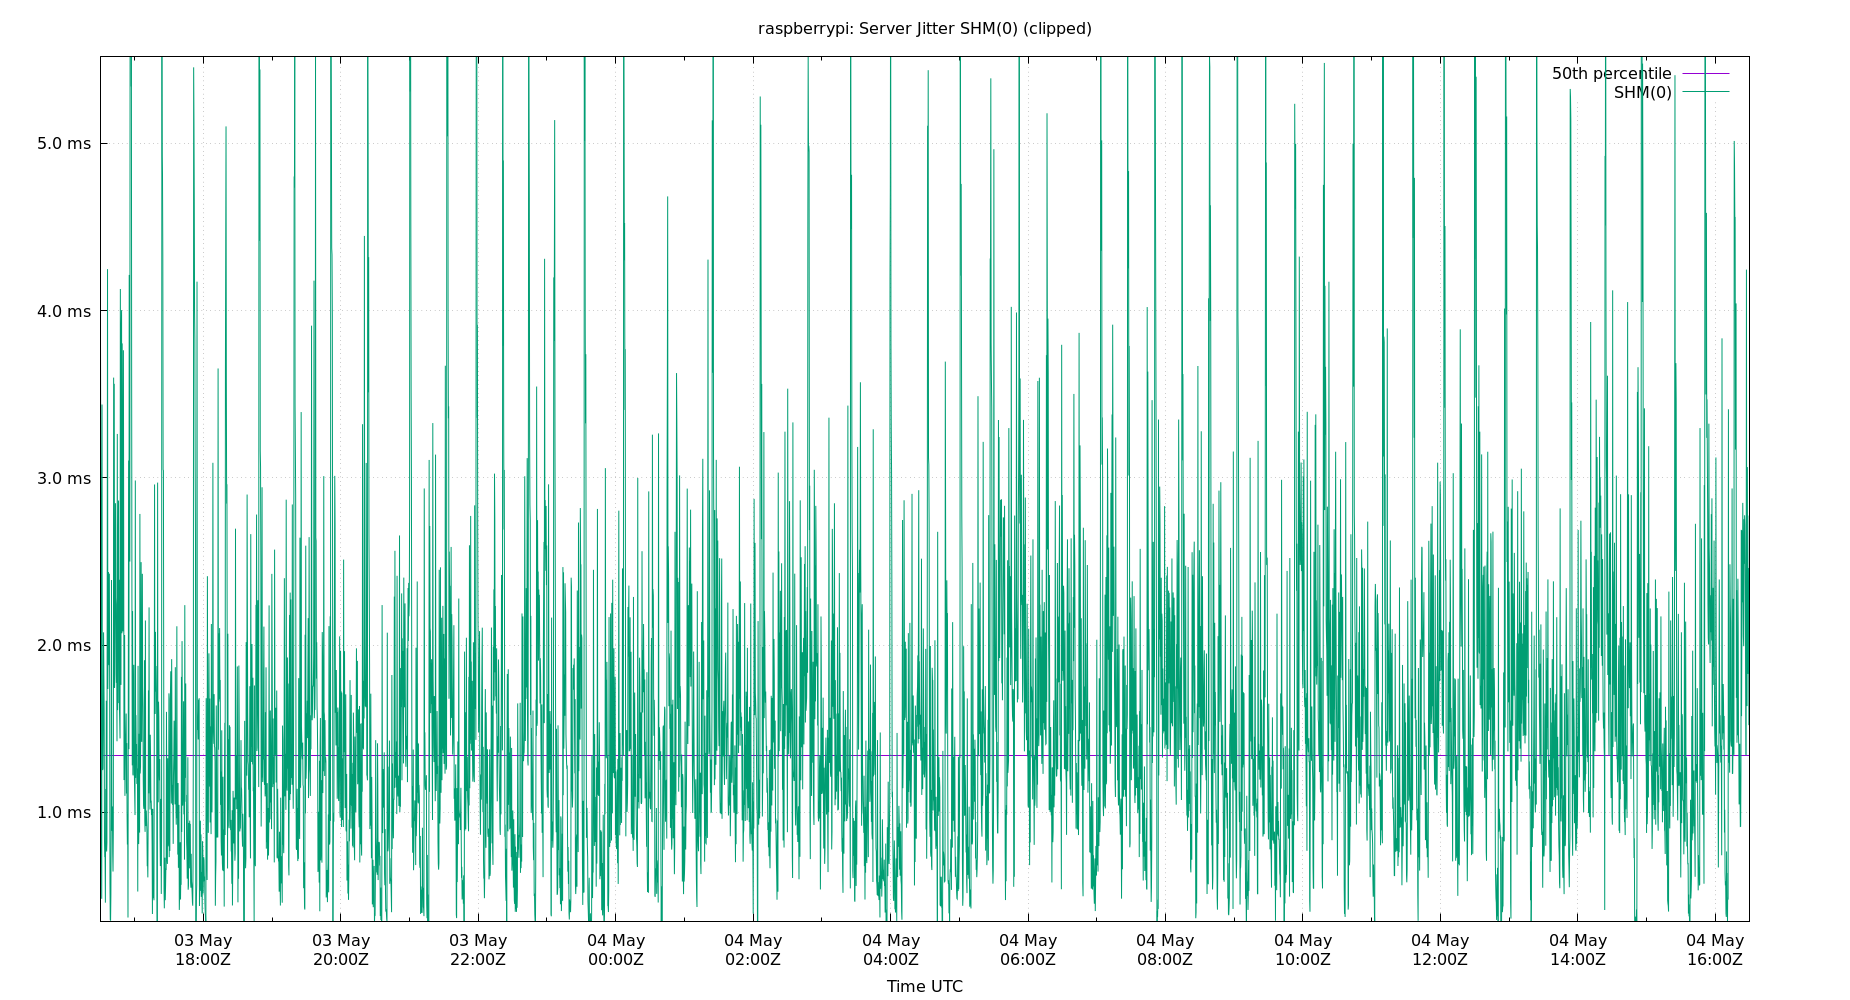 raspberrypi: Server Jitter SHM(0) (clipped)
50th percentile
SHM(0)
5.0 ms
4.0 ms
3.0 ms
2.0 ms
1.0 ms
03 May 03 May 03 May 04 May 04 May 04 May 04 May 04 May 04 May 04 May 04 May 04 May
18:00Z 20:00Z 22:00Z 00:00Z 02:00Z 04:00Z 06:00Z 08:00Z 10:00Z 12:00Z 14:00Z 16:00Z
Time UTC